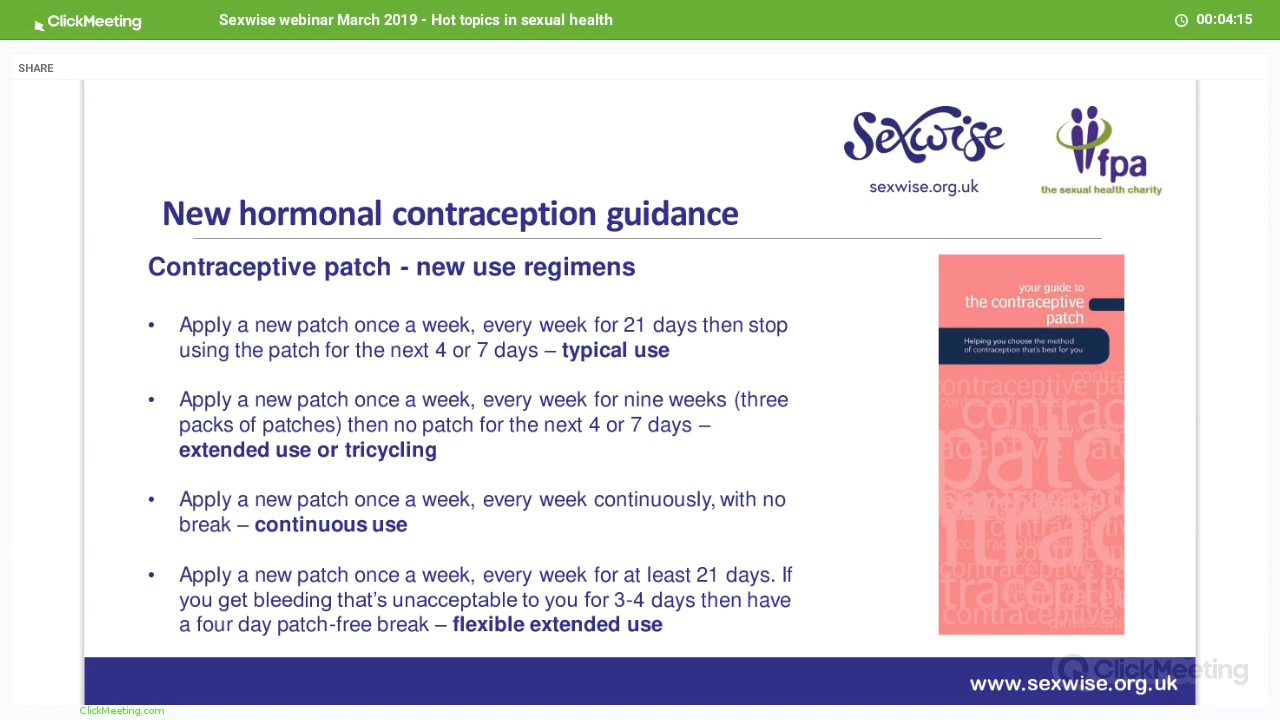 ClickMeeting
Sexwise webinar March 2019 - Hot topics in sexual health
00:04:15
SHARE
Sexwise
sexwise.org.uk
fpa
the sexual health charity
New hormonal contraception guidance
Contraceptive patch - new use regimens
• Apply a new patch once a week, every week for 21 days then stop
using the patch for the next 4 or 7 days – typical use
• Apply a new patch once a week, every week for nine weeks (three
packs of patches) then no patch for the next 4 or 7 days –
extended use or tricycling
• Apply a new patch once a week, every week continuously, with no
break – continuous use
• Apply a new patch once a week, every week for at least 21 days. If
you get bleeding that's unacceptable to you for 3-4 days then have
a four day patch-free break – flexible extended use
your guide to
the contraceptive
patch
Helping you choose the method
of contraception that's best for you
www.sexwise.org.uk
ClickMeeting
ClickMeeting.com